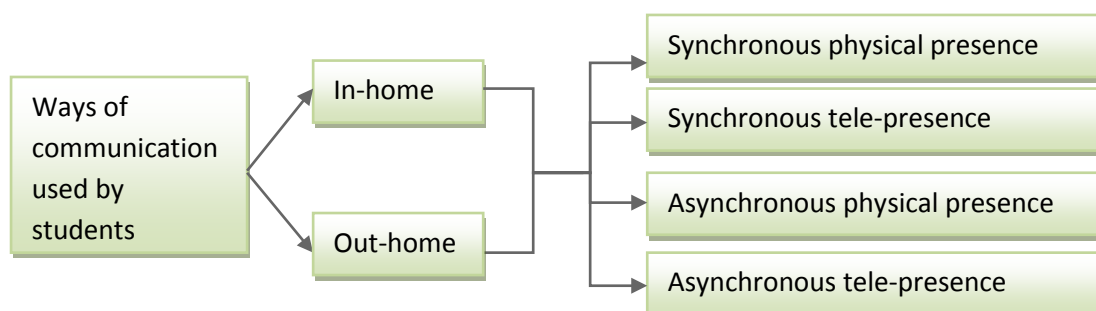 Ways of
communication
used by
students
In-home
Out-home
Synchronous physical presence
Synchronous tele-presence
Asynchronous physical presence
Asynchronous tele-presence